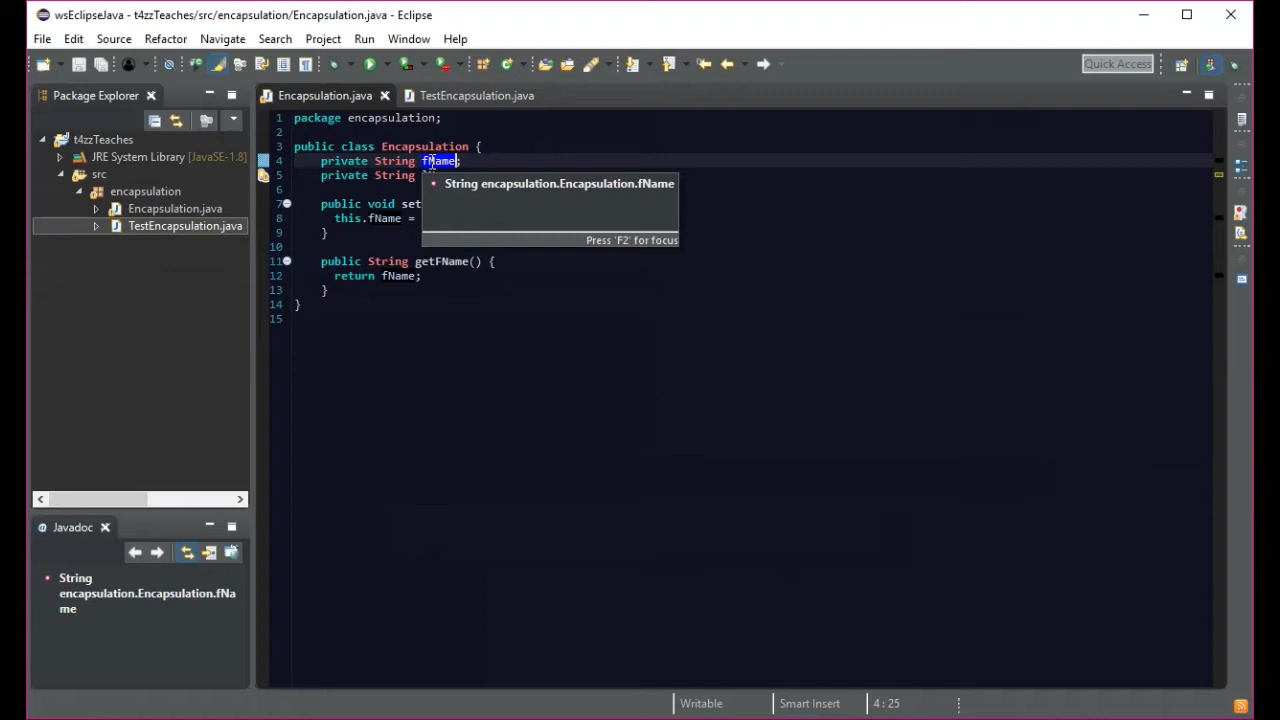 wsEclipseJava - t4zzTeaches/src/encapsulation/Encapsulation.java - Eclipse
File Edit Source Refactor Navigate Search Project Run Window Help
Quick Access
Package Explorer
Encapsulation.java
TestEncapsulation.java
t4zzTeaches
JRE System Library [JavaSE-1.8]
src
encapsulation
Encapsulation.java
TestEncapsulation.java
1 package encapsulation;
2
3 public class Encapsulation {
4 private String fName;
5 private String
6
7 public void set
8 this.fName =
9 }
10
11 public String getFName() {
12 return fName;
13 }
14 }
15
String encapsulation.Encapsulation.fName
Press 'F2' for focus
Javadoc
String
encapsulation.Encapsulation.fNa
me
Writable Smart Insert 4 : 25